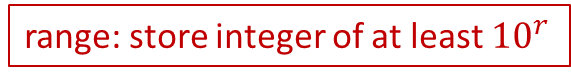 range: store integer of at least 10^r